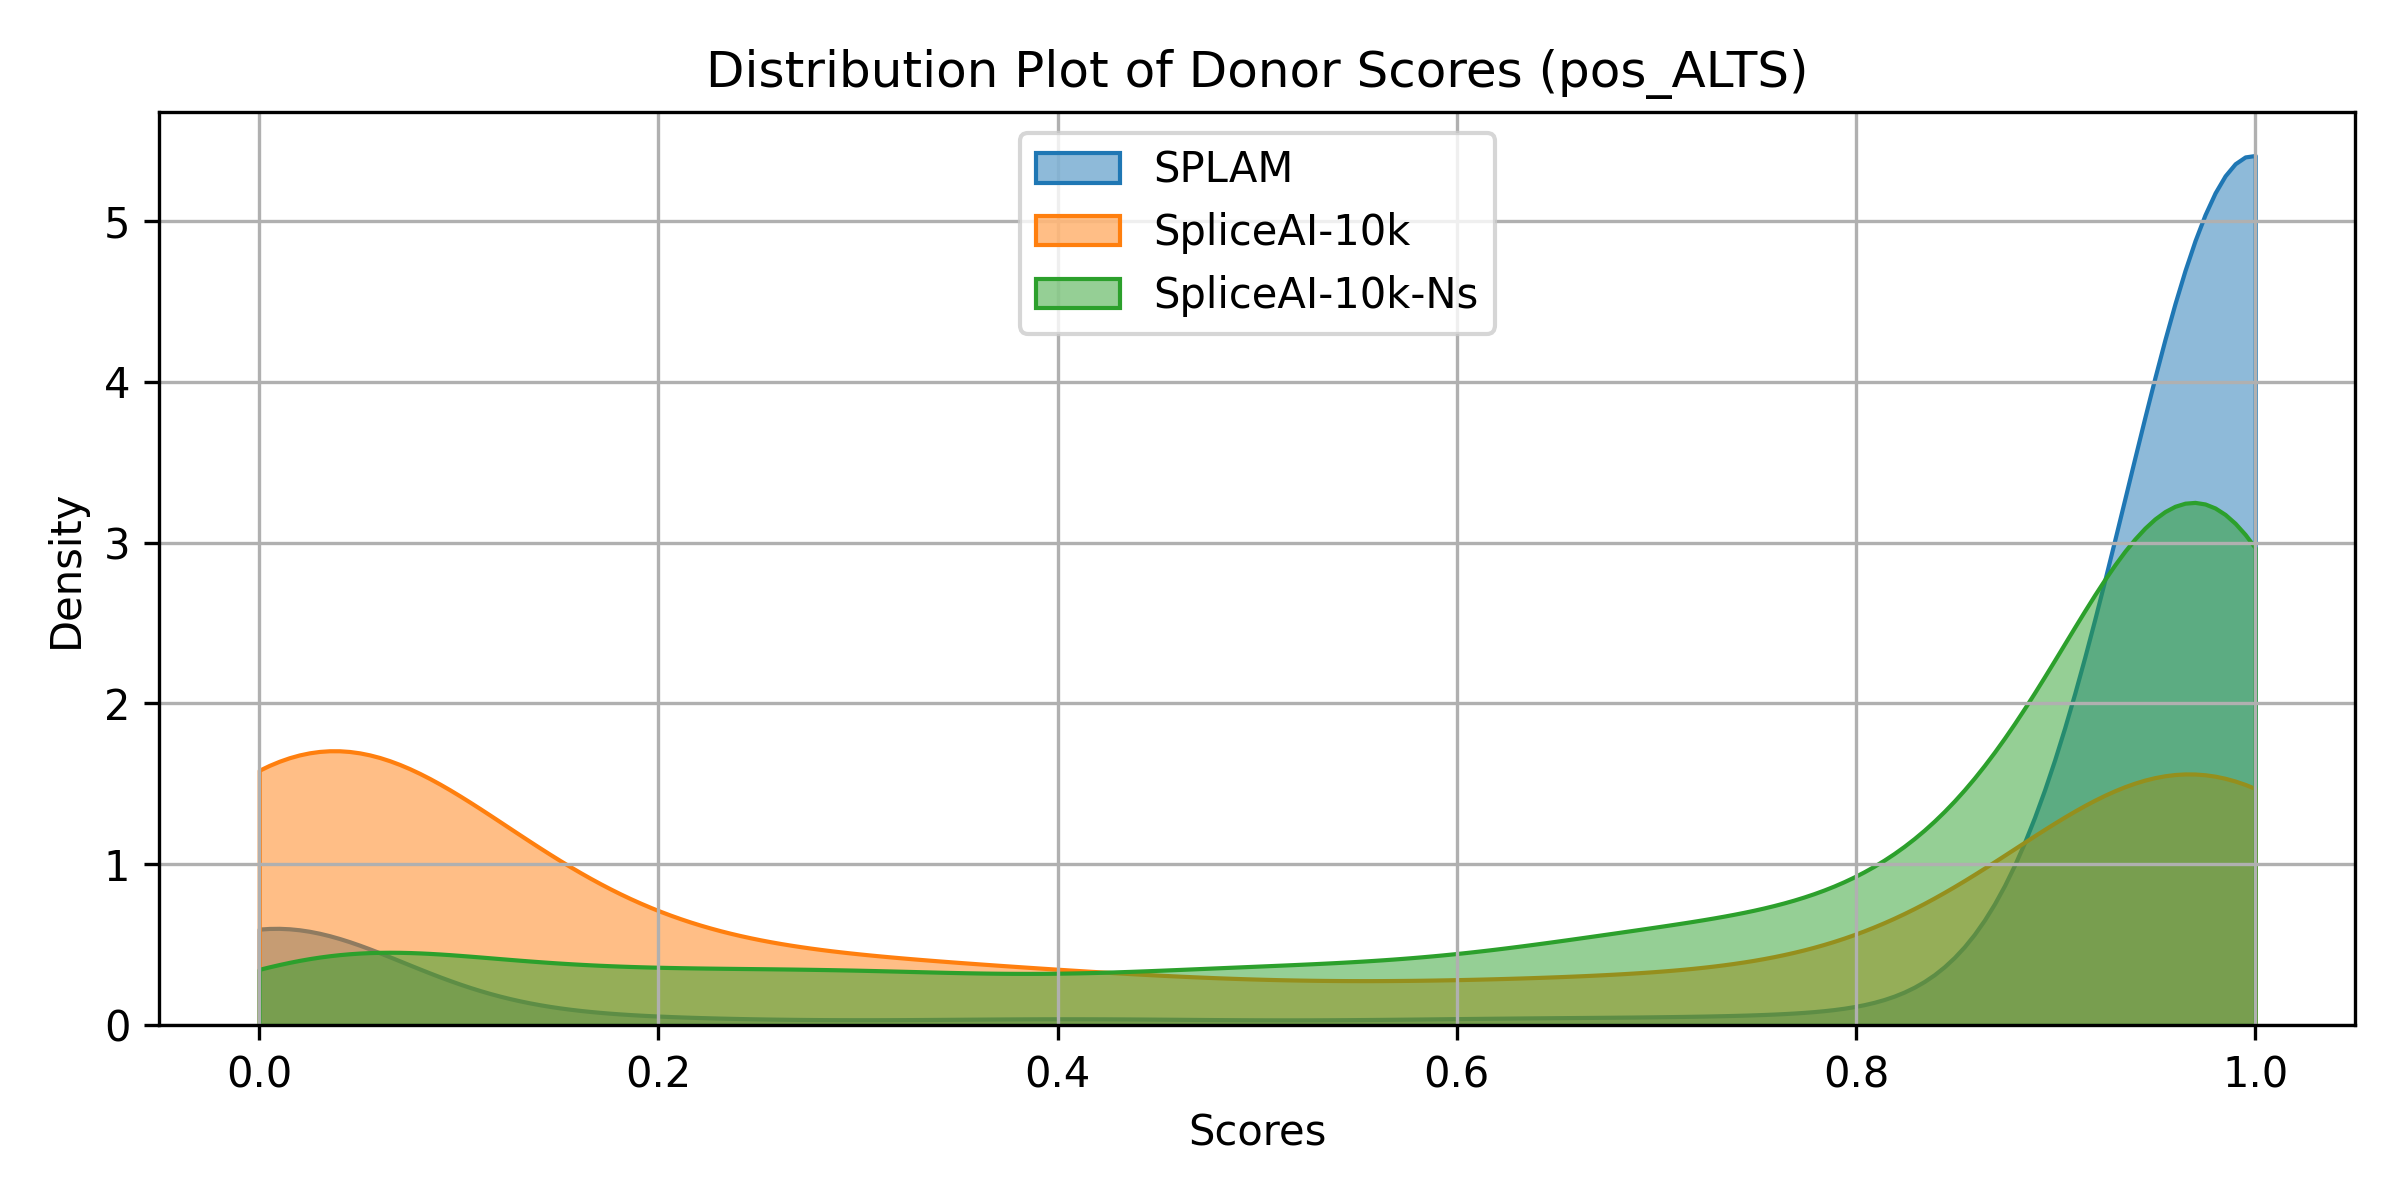 Distribution Plot of Donor Scores (pos_ALTS)
SPLAM
SpliceAI-10k
SpliceAI-10k-Ns
Density
5
4
3
2
1
0
0.0 0.2 0.4 0.6 0.8 1.0
Scores